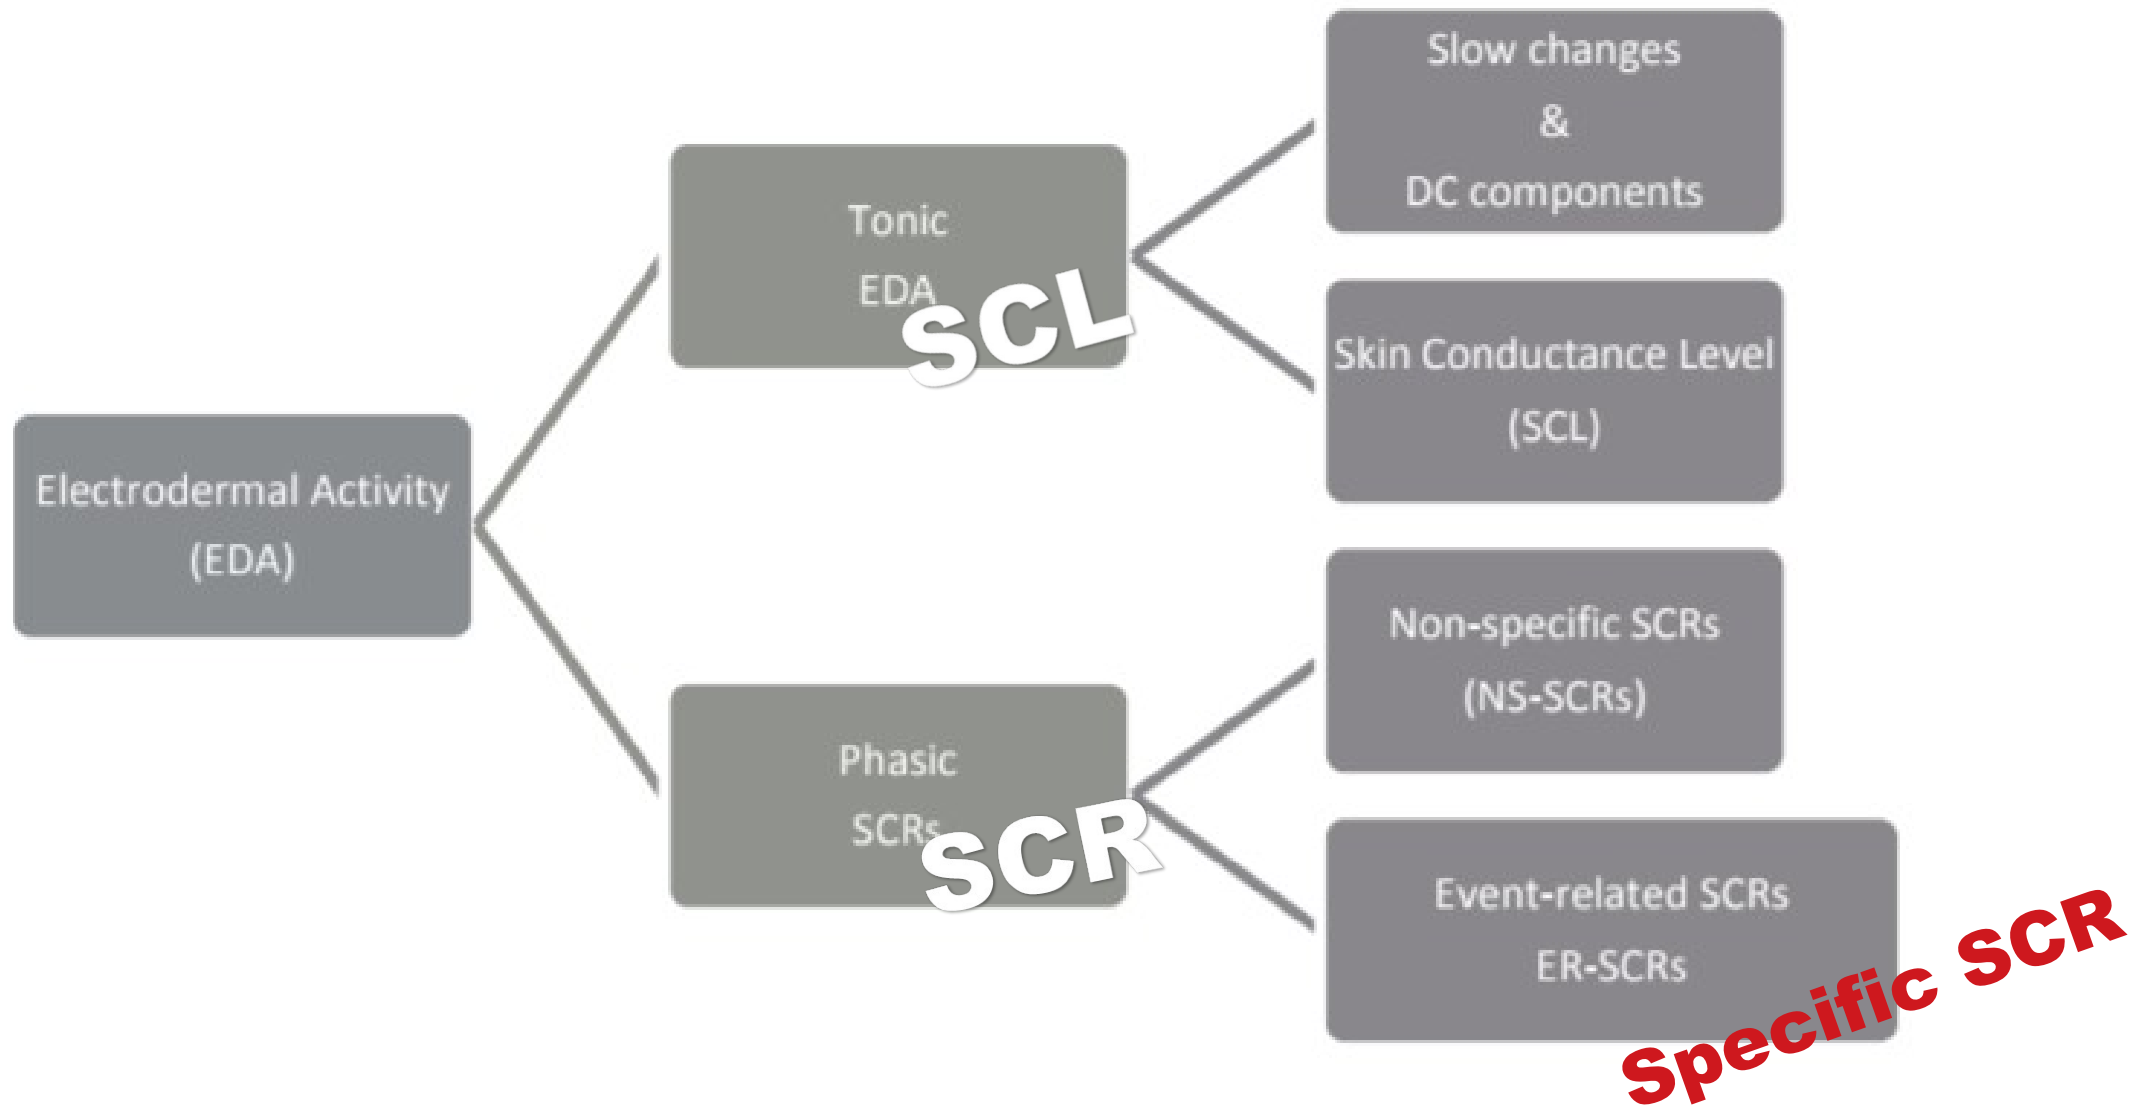 Electrodermal Activity
(EDA)
Tonic
EDA
SCL
Slow changes
&
DC components
Skin Conductance Level
(SCL)
Phasic
SCRs
SCR
Non-specific SCRs
(NS-SCRs)
Event-related SCRs
ER-SCRs
Specific SCR